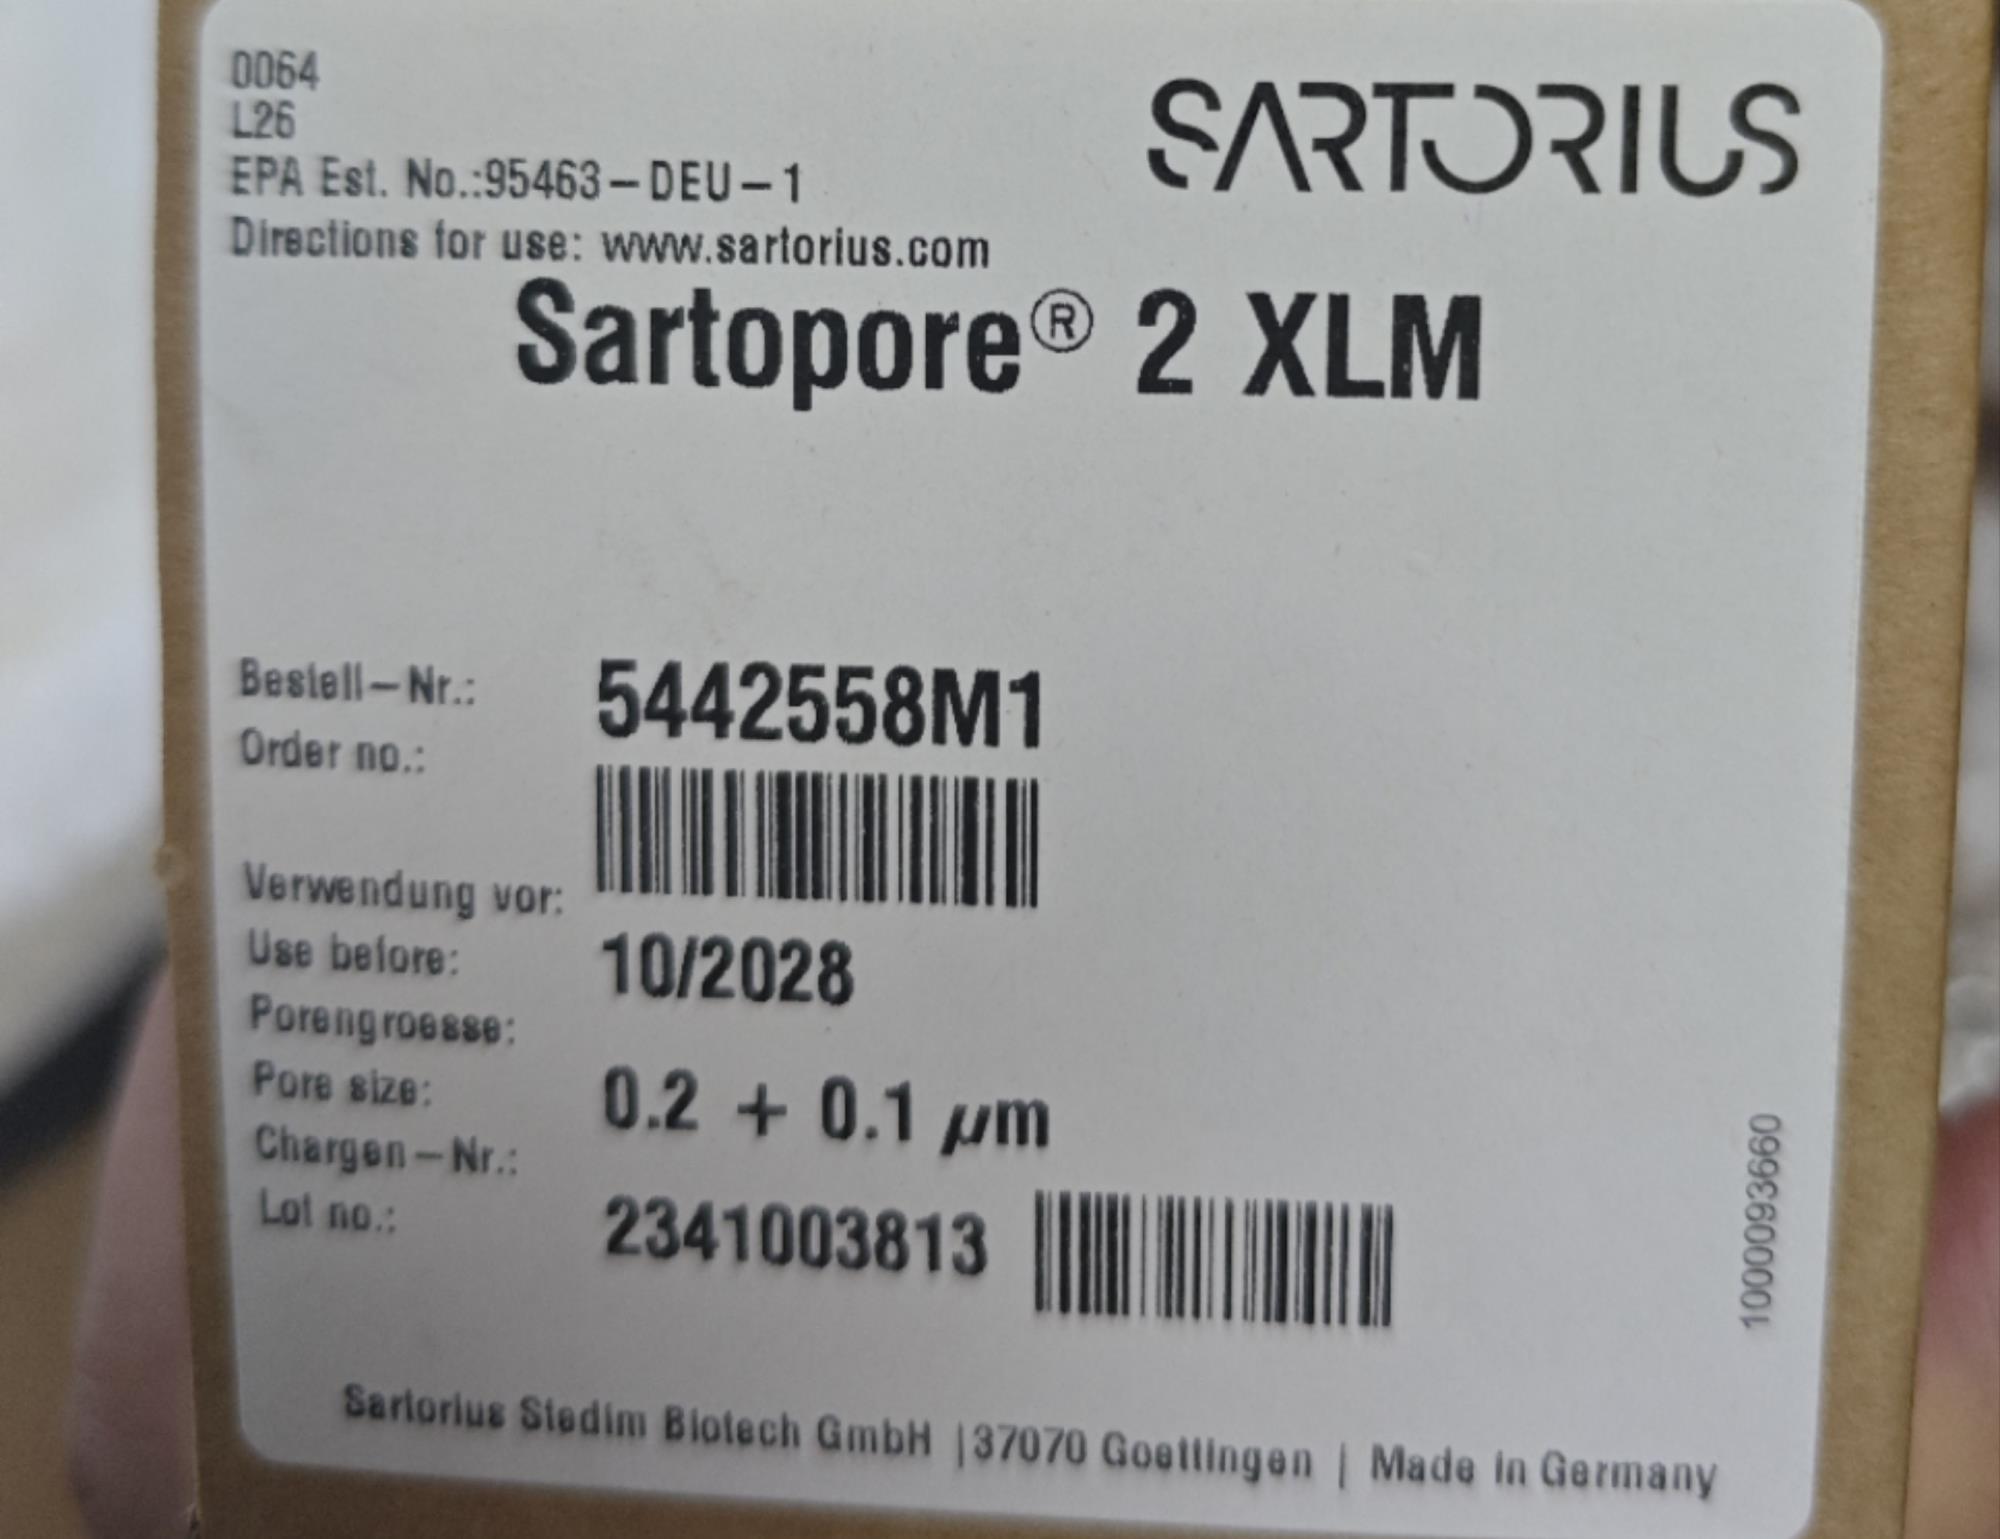 0064
L26
EPA Est. No.:95463-DEU-1
Directions for use: www.sartorius.com
SARTORIUS
Sartopore® 2 XLM
Bestell-Nr.:
Order no.:
5442558M1
Verwendung vor:
Use before:
10/2028
Porengroesse:
Pore size:
0.2 + 0.1 µm
Chargen-Nr.:
Lot no.:
2341003813
1000093660
Sartorius Stedim Biotech GmbH |37070 Goettingen | Made in Germany